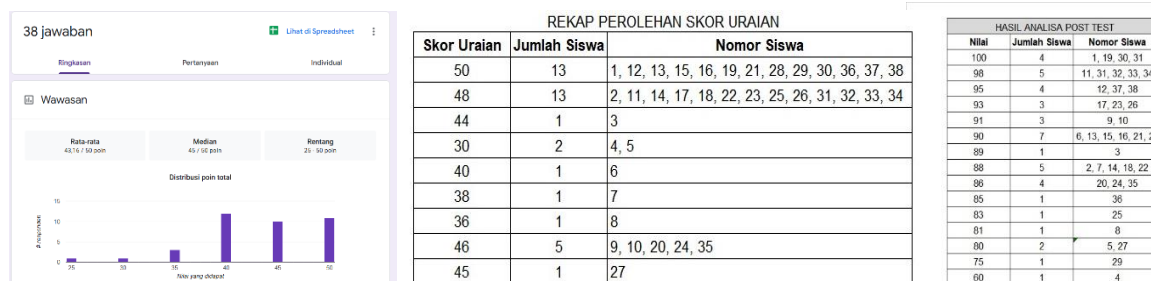 38 jawaban
Lihat di Spreadsheet
Ringkasan Pertanyaan Individual
Wawasan
Rata-rata Median Rentang
43,16 / 50 poin 45 / 50 poin 25 - 50 poin
Distribusi poin total
15
10
5
0
# responden
25 30 35 40 45 50
Nilai yang didapat
REKAP PEROLEHAN SKOR URAIAN
Skor Uraian Jumlah Siswa Nomor Siswa
50 13 1, 12, 13, 15, 16, 19, 21, 28, 29, 30, 36, 37, 38
48 13 2, 11, 14, 17, 18, 22, 23, 25, 26, 31, 32, 33, 34
44 1 3
30 2 4, 5
40 1 6
38 1 7
36 1 8
46 5 9, 10, 20, 24, 35
45 1 27
HASIL ANALISA POST TEST
Nilai Jumlah Siswa Nomor Siswa
100 4 1, 19, 30, 31
98 5 11, 31, 32, 33, 34
95 4 12, 37, 38
93 3 17, 23, 26
91 3 9, 10
90 7 6, 13, 15, 16, 21,
89 1 3
88 5 2, 7, 14, 18, 22
86 4 20, 24, 35
85 1 36
83 1 25
81 1 8
80 2 5, 27
75 1 29
60 1 4